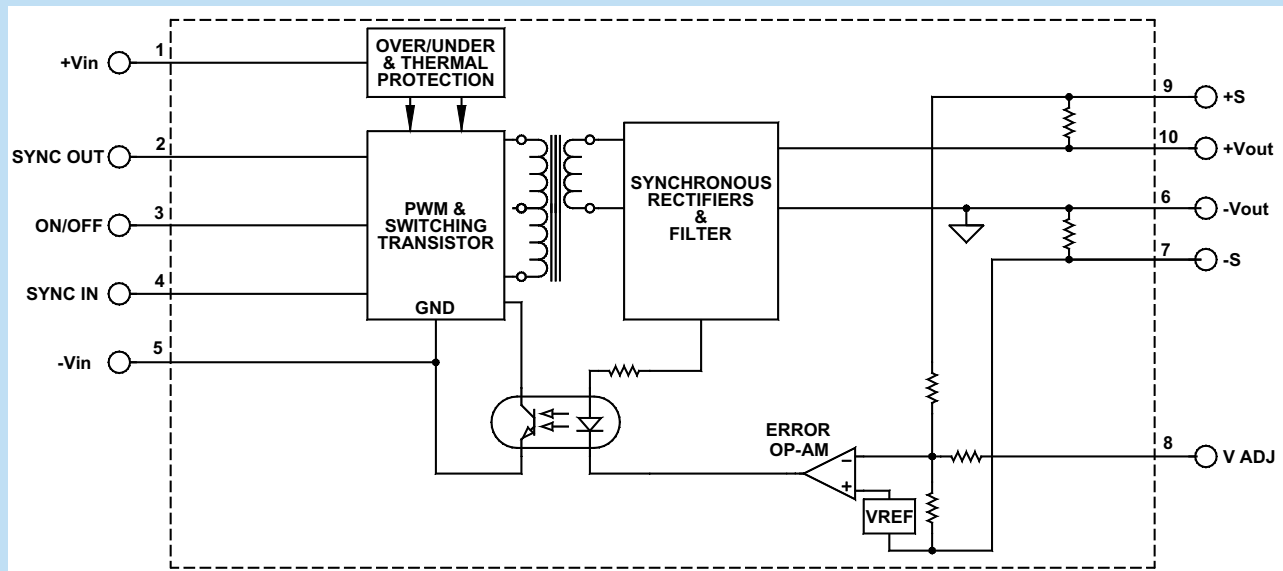 +Vin
1
OVER/UNDER
& THERMAL
PROTECTION
9
+S
SYNC OUT
2
10
+Vout
ON/OFF
3
PWM &
SWITCHING
TRANSISTOR
SYNCHRONOUS
RECTIFIERS
&
FILTER
6
-Vout
7
-S
SYNC IN
4
GND
-Vin
5
ERROR
OP-AM
8
V ADJ
−
+
VREF